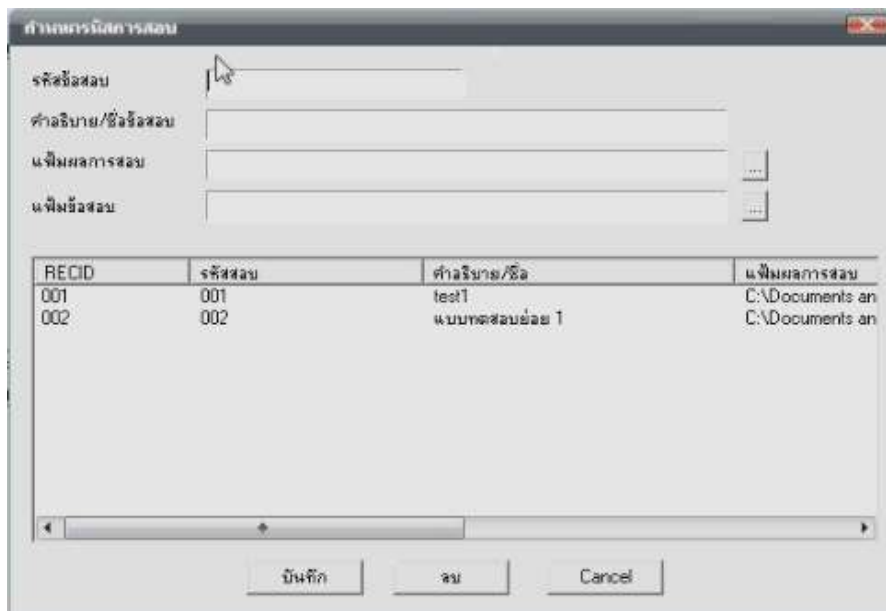 กำหนดรหัสการสอบ
รหัสข้อสอบ
คำอธิบาย/ชื่อข้อสอบ
แฟ้มผลการสอบ ...
แฟ้มข้อสอบ ...
RECID รหัสสอบ คำอธิบาย/ชื่อ แฟ้มผลการสอบ
001 001 test1 C:\Documents an
002 002 แบบทดสอบย่อย 1 C:\Documents an
บันทึก ลบ Cancel